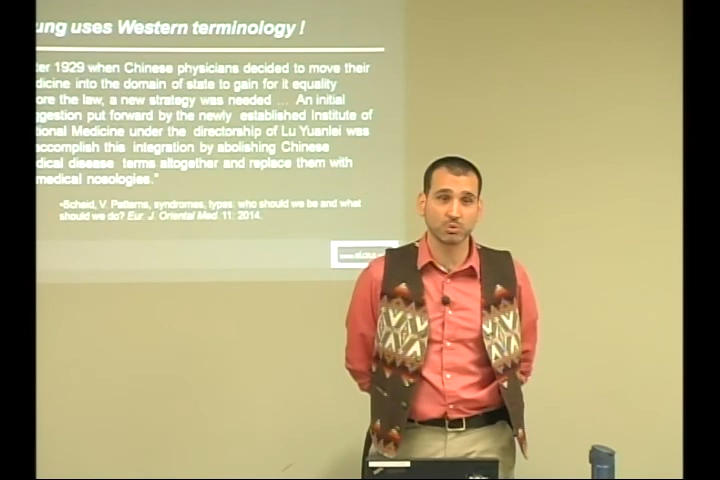 ung uses Western terminology !
er 1929 when Chinese physicians decided to move their
dicine into the domain of state to gain for it equality
ore the law, a new strategy was needed … An initial
ggestion put forward by the newly established Institute of
tional Medicine under the directorship of Lu Yuanlei was
accomplish this integration by abolishing Chinese
dical disease terms altogether and replace them with
medical nosologies."
•Scheid, V. Patterns, syndromes, types: who should we be and what
should we do? Eur. J. Oriental Med. 11: 2014.